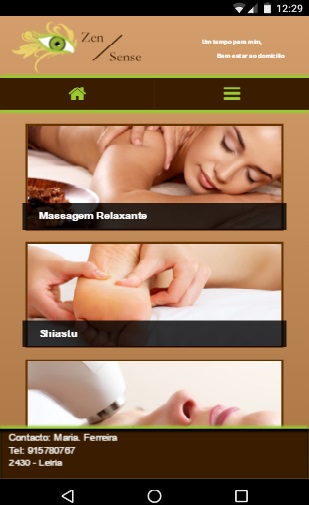 12:29
Zen
Sense
Um tempo para mim,
Bem estar ao domicilio
Massagem Relaxante
Shiastu
Contacto: Maria. Ferreira
Tel: 915780767
2430 - Leiria